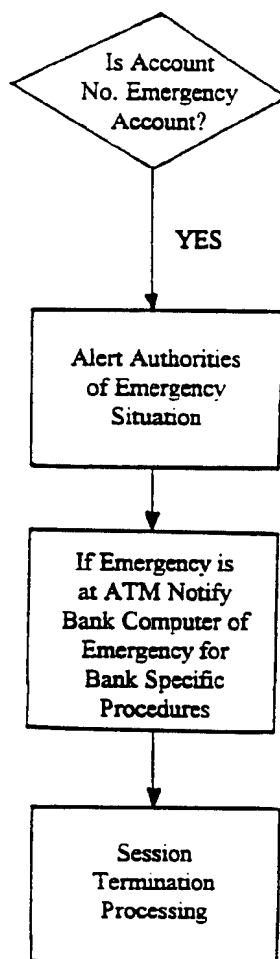 Is Account
No. Emergency
Account?
YES
Alert Authorities
of Emergency
Situation
If Emergency is
at ATM Notify
Bank Computer of
Emergency for
Bank Specific
Procedures
Session
Termination
Processing